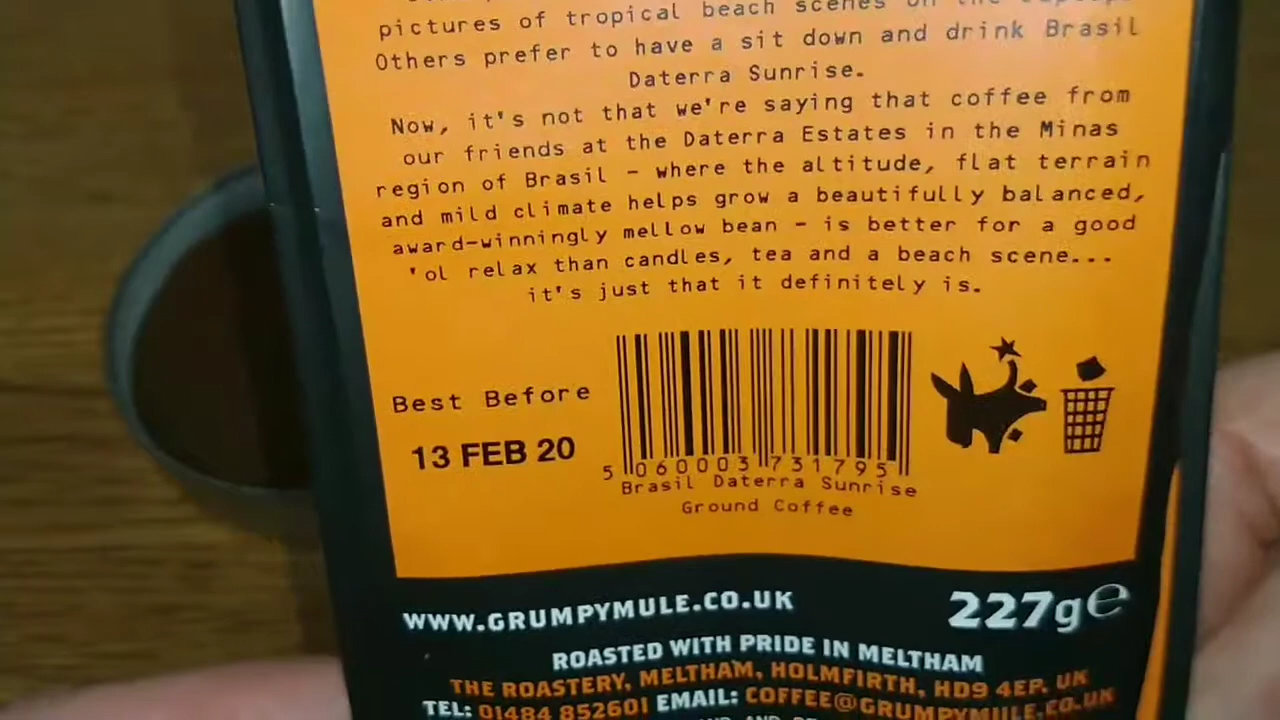 pictures of tropical beach scenes on the
Others prefer to have a sit down and drink Brasil
Daterra Sunrise.
Now, it's not that we're saying that coffee from
our friends at the Daterra Estates in the Minas
region of Brasil - where the altitude, flat terrain
and mild climate helps grow a beautifully balanced,
award-winningly mellow bean - is better for a good
'ol relax than candles, tea and a beach scene...
it's just that it definitely is.
Best Before
13 FEB 20
5 060003 731795
Brasil Daterra Sunrise
Ground Coffee
WWW.GRUMPYMULE.CO.UK
227g℮
ROASTED WITH PRIDE IN MELTHAM
THE ROASTERY, MELTHAM, HOLMFIRTH, HD9 4EP. UK
TEL: 01484 852601 EMAIL: COFFEE@GRUMPYMULE.CO.UK